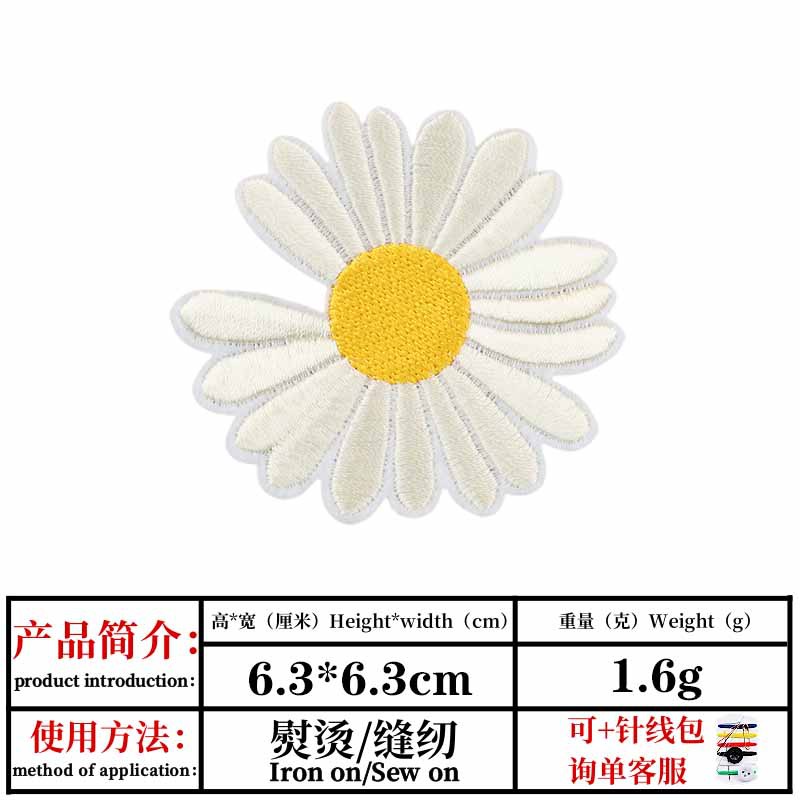 产品简介：
product introduction：
高*宽（厘米）Height*width（cm）
重量（克）Weight（g）
6.3*6.3cm
1.6g
使用方法：
method of application：
熨烫/缝纫
Iron on/Sew on
可+针线包
询单客服